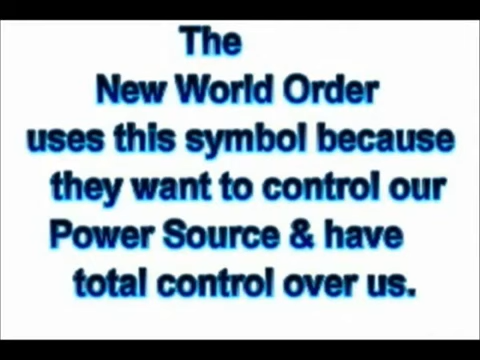 The
New World Order
uses this symbol because
they want to control our
Power Source & have
total control over us.